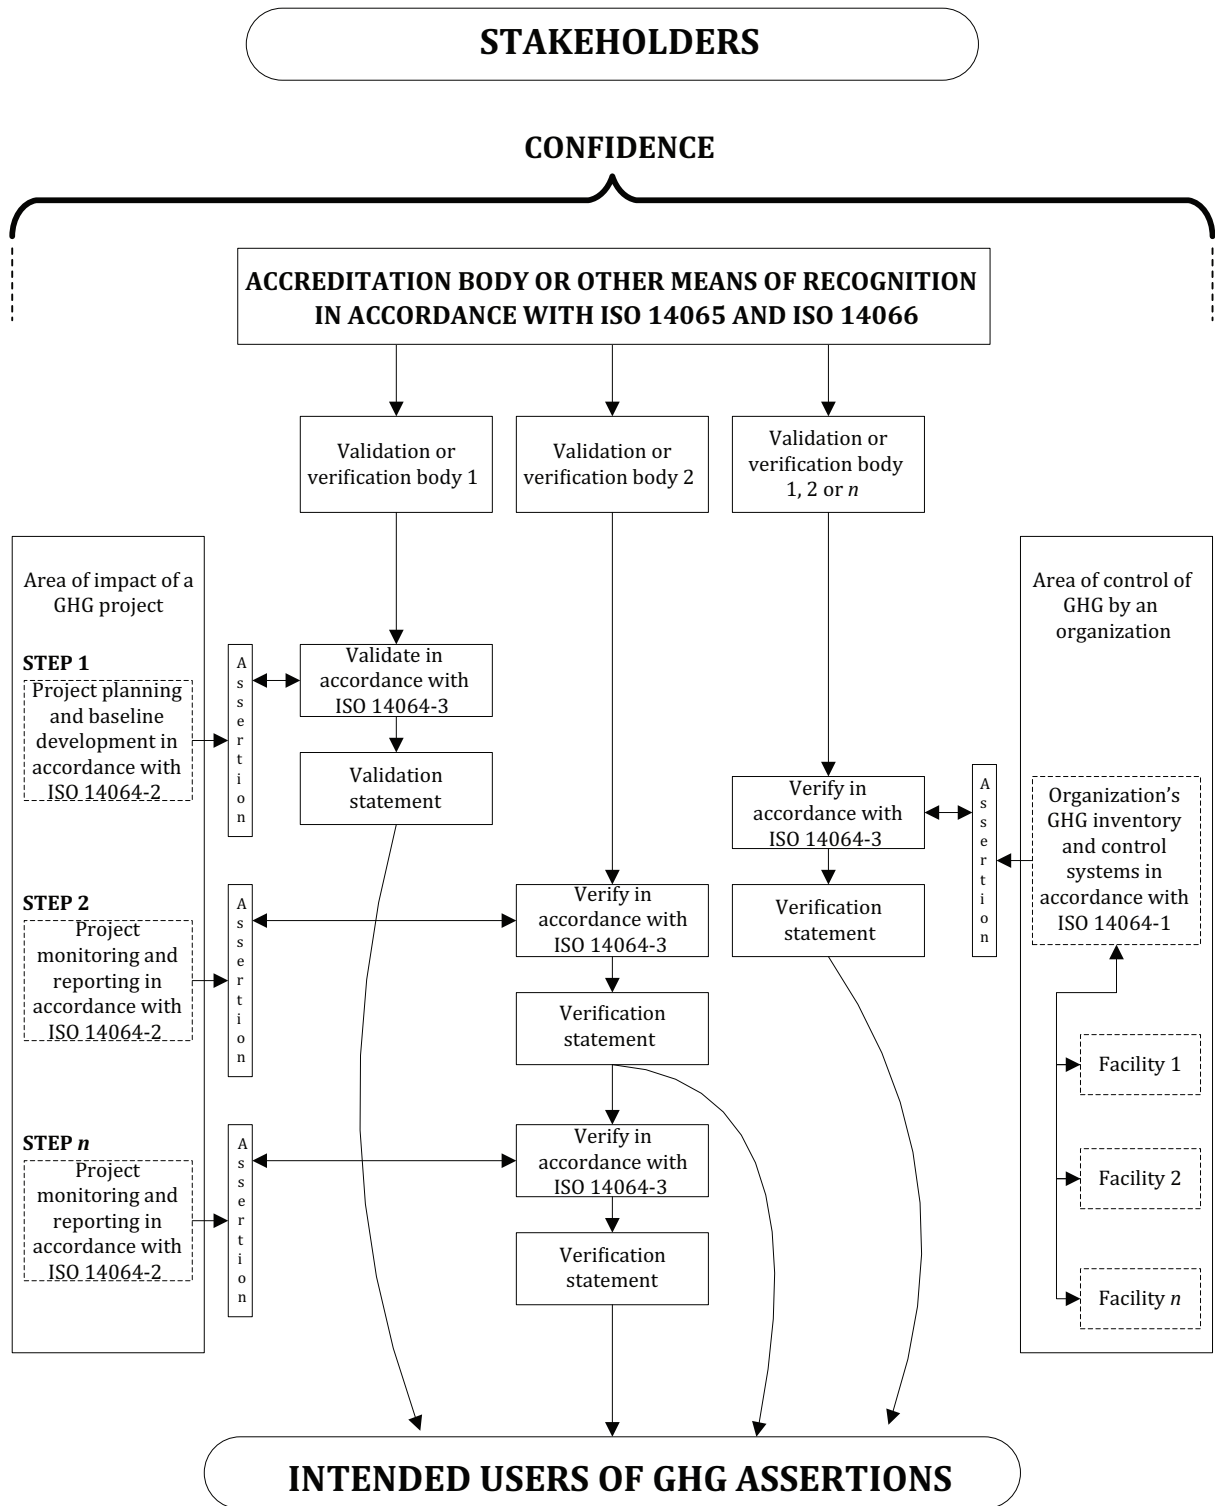 STAKEHOLDERS
CONFIDENCE
ACCREDITATION BODY OR OTHER MEANS OF RECOGNITION
IN ACCORDANCE WITH ISO 14065 AND ISO 14066
Validation or
verification body 1
Validation or
verification body 2
Validation or
verification body
1, 2 or n
Area of impact of a
GHG project
STEP 1
Project planning
and baseline
development in
accordance with
ISO 14064-2
Assertion
Validate in
accordance with
ISO 14064-3
Validation
statement
STEP 2
Project
monitoring and
reporting in
accordance with
ISO 14064-2
Assertion
Verify in
accordance with
ISO 14064-3
Verification
statement
STEP n
Project
monitoring and
reporting in
accordance with
ISO 14064-2
Assertion
Verify in
accordance with
ISO 14064-3
Verification
statement
Verify in
accordance with
ISO 14064-3
Verification
statement
Assertion
Area of control of
GHG by an
organization
Organization’s
GHG inventory
and control
systems in
accordance with
ISO 14064-1
Facility 1
Facility 2
Facility n
INTENDED USERS OF GHG ASSERTIONS